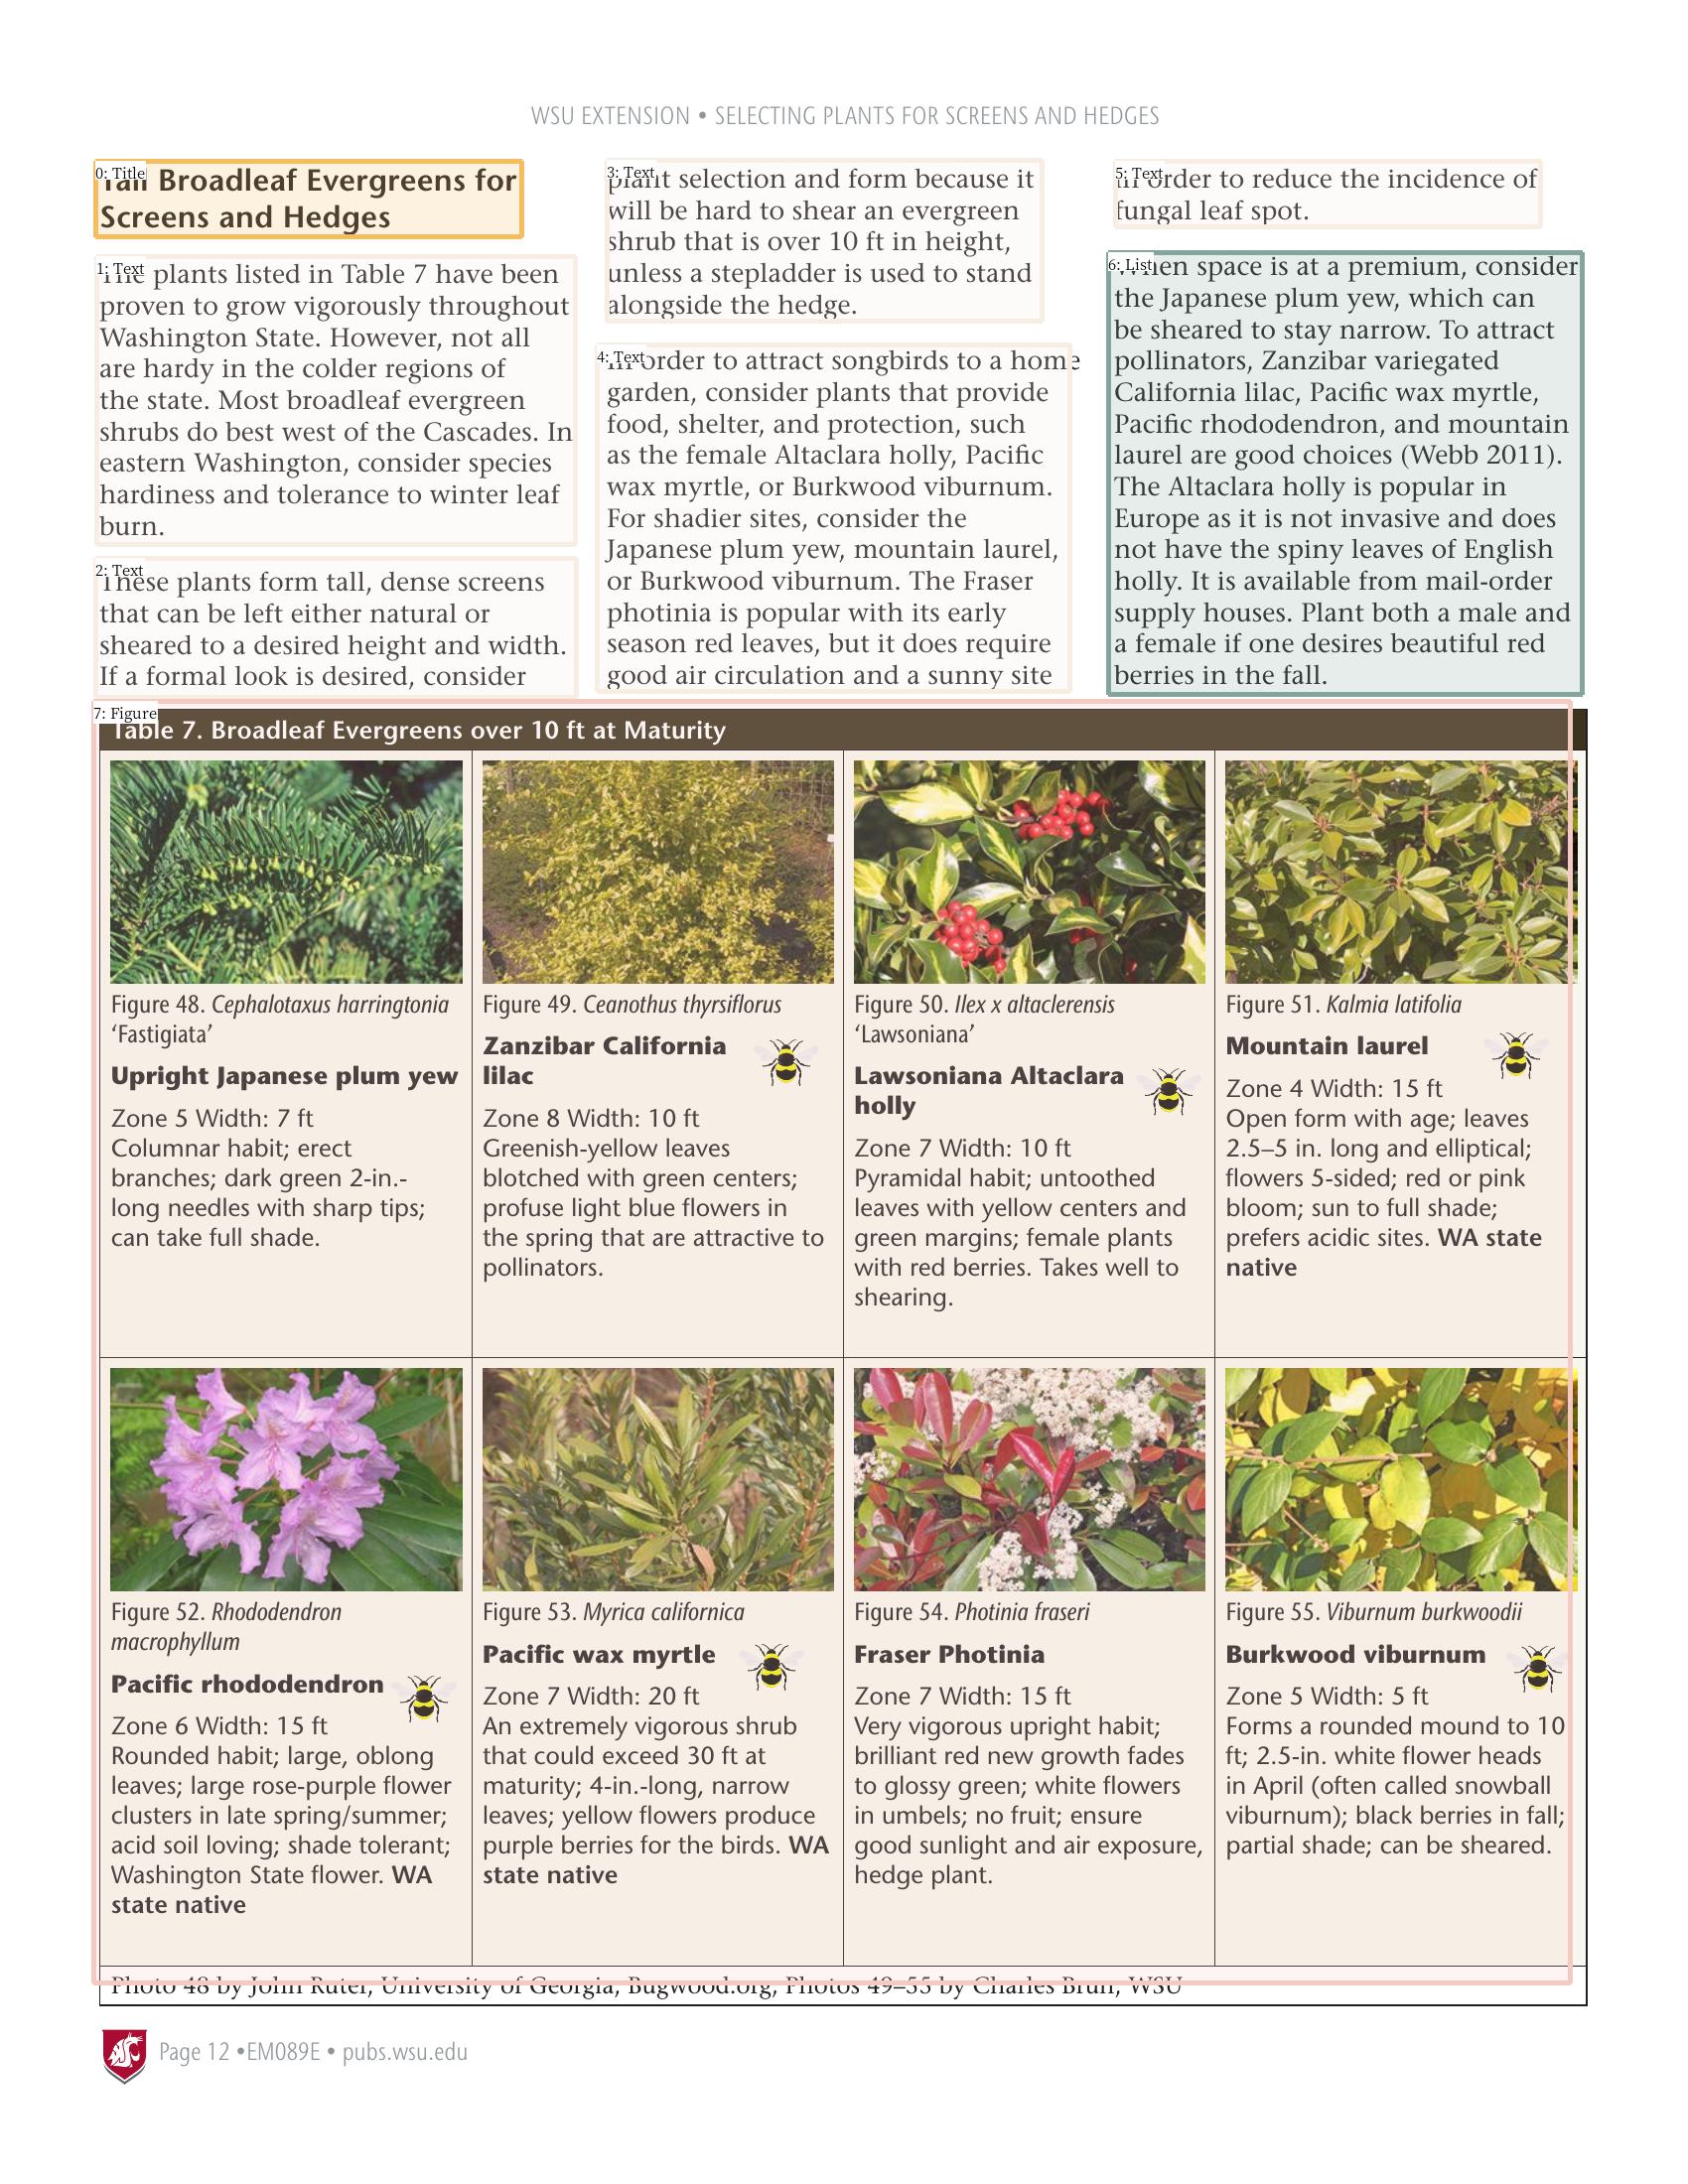 WSU EXTENSION • SELECTING PLANTS FOR SCREENS AND HEDGES
0: Title
Tall Broadleaf Evergreens for
Screens and Hedges
1: Text
The plants listed in Table 7 have been
proven to grow vigorously throughout
Washington State. However, not all
are hardy in the colder regions of
the state. Most broadleaf evergreen
shrubs do best west of the Cascades. In
eastern Washington, consider species
hardiness and tolerance to winter leaf
burn.
2: Text
These plants form tall, dense screens
that can be left either natural or
sheared to a desired height and width.
If a formal look is desired, consider
3: Text
plant selection and form because it
will be hard to shear an evergreen
shrub that is over 10 ft in height,
unless a stepladder is used to stand
alongside the hedge.
4: Text
In order to attract songbirds to a home
garden, consider plants that provide
food, shelter, and protection, such
as the female Altaclara holly, Pacific
wax myrtle, or Burkwood viburnum.
For shadier sites, consider the
Japanese plum yew, mountain laurel,
or Burkwood viburnum. The Fraser
photinia is popular with its early
season red leaves, but it does require
good air circulation and a sunny site
5: Text
in order to reduce the incidence of
fungal leaf spot.
6: List
When space is at a premium, consider
the Japanese plum yew, which can
be sheared to stay narrow. To attract
pollinators, Zanzibar variegated
California lilac, Pacific wax myrtle,
Pacific rhododendron, and mountain
laurel are good choices (Webb 2011).
The Altaclara holly is popular in
Europe as it is not invasive and does
not have the spiny leaves of English
holly. It is available from mail-order
supply houses. Plant both a male and
a female if one desires beautiful red
berries in the fall.
7: Figure
Table 7. Broadleaf Evergreens over 10 ft at Maturity
Figure 48. Cephalotaxus harringtonia
‘Fastigiata’
Upright Japanese plum yew
Zone 5 Width: 7 ft
Columnar habit; erect
branches; dark green 2-in.-
long needles with sharp tips;
can take full shade.
Figure 49. Ceanothus thyrsiflorus
Zanzibar California
lilac
Zone 8 Width: 10 ft
Greenish-yellow leaves
blotched with green centers;
profuse light blue flowers in
the spring that are attractive to
pollinators.
Figure 50. Ilex x altaclerensis
‘Lawsoniana’
Lawsoniana Altaclara
holly
Zone 7 Width: 10 ft
Pyramidal habit; untoothed
leaves with yellow centers and
green margins; female plants
with red berries. Takes well to
shearing.
Figure 51. Kalmia latifolia
Mountain laurel
Zone 4 Width: 15 ft
Open form with age; leaves
2.5–5 in. long and elliptical;
flowers 5-sided; red or pink
bloom; sun to full shade;
prefers acidic sites. WA state
native
Figure 52. Rhododendron
macrophyllum
Pacific rhododendron
Zone 6 Width: 15 ft
Rounded habit; large, oblong
leaves; large rose-purple flower
clusters in late spring/summer;
acid soil loving; shade tolerant;
Washington State flower. WA
state native
Figure 53. Myrica californica
Pacific wax myrtle
Zone 7 Width: 20 ft
An extremely vigorous shrub
that could exceed 30 ft at
maturity; 4-in.-long, narrow
leaves; yellow flowers produce
purple berries for the birds. WA
state native
Figure 54. Photinia fraseri
Fraser Photinia
Zone 7 Width: 15 ft
Very vigorous upright habit;
brilliant red new growth fades
to glossy green; white flowers
in umbels; no fruit; ensure
good sunlight and air exposure,
hedge plant.
Figure 55. Viburnum burkwoodii
Burkwood viburnum
Zone 5 Width: 5 ft
Forms a rounded mound to 10
ft; 2.5-in. white flower heads
in April (often called snowball
viburnum); black berries in fall;
partial shade; can be sheared.
Photo 48 by John Ruter, University of Georgia, Bugwood.org, Photos 49–55 by Charles Brun, WSU
Page 12 •EM089E • pubs.wsu.edu